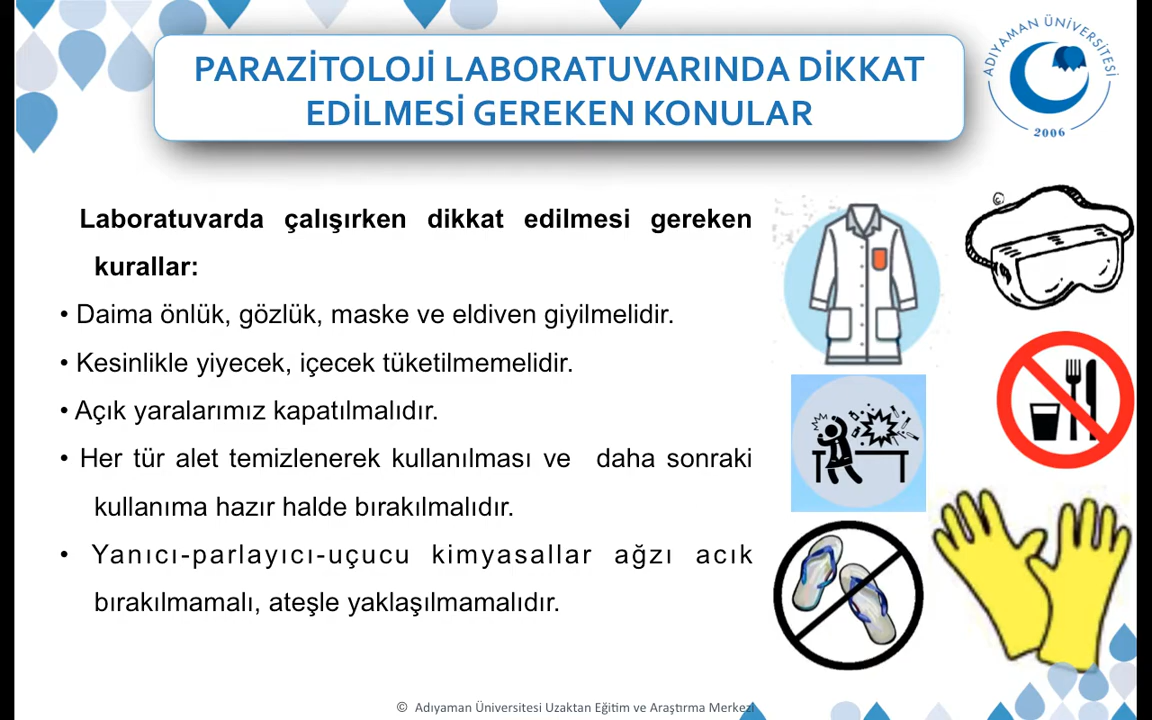 PARAZİTOLOJİ LABORATUVARINDA DİKKAT
EDİLMESİ GEREKEN KONULAR
ADIYAMAN ÜNİVERSİTESİ
2006
Laboratuvarda çalışırken dikkat edilmesi gereken
kurallar:
• Daima önlük, gözlük, maske ve eldiven giyilmelidir.
• Kesinlikle yiyecek, içecek tüketilmemelidir.
• Açık yaralarımız kapatılmalıdır.
• Her tür alet temizlenerek kullanılması ve daha sonraki
kullanıma hazır halde bırakılmalıdır.
• Yanıcı-parlayıcı-uçucu kimyasallar ağzı acık
bırakılmamalı, ateşle yaklaşılmamalıdır.
©
© Adıyaman Üniversitesi Uzaktan Eğitim ve Araştırma Merkezi